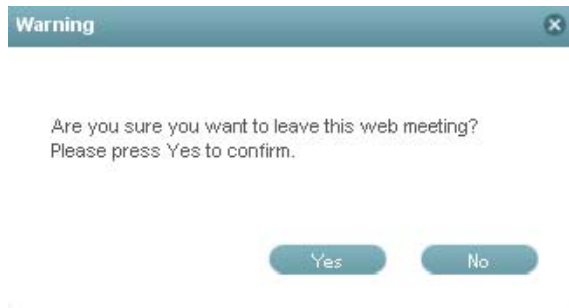 Warning
Are you sure you want to leave this web meeting?
Please press Yes to confirm.
Yes No